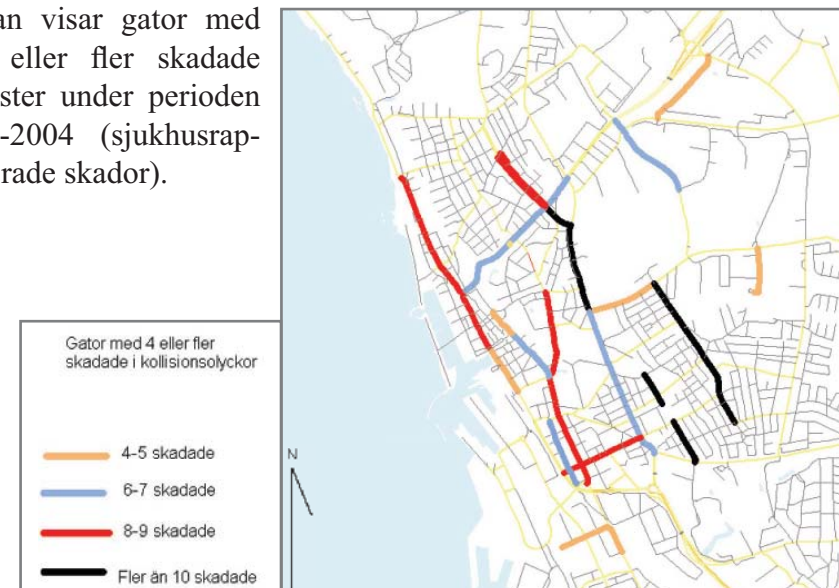 an visar gator med
eller fler skadade
ster under perioden
-2004 (sjukhusrap-
rade skador).
Gator med 4 eller fler
skadade i kollisionsolyckor
4-5 skadade
6-7 skadade
8-9 skadade
Fler än 10 skadade
N